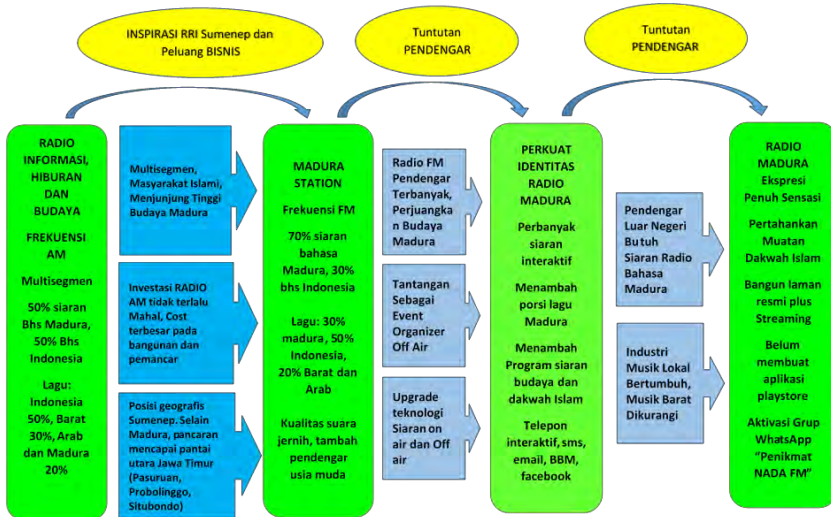 INSPIRASI RRI Sumenep dan
Peluang BISNIS
Tuntutan
PENDENGAR
Tuntutan
PENDENGAR
RADIO
INFORMASI,
HIBURAN
DAN
BUDAYA
FREKUENSI
AM
Multisegmen
50% siaran
Bhs Madura,
50% Bhs
Indonesia
Lagu:
Indonesia
50%, Barat
30%, Arab
dan Madura
20%
Multisegmen,
Masyarakat Islami,
Menjunjung Tinggi
Budaya Madura
Investasi RADIO
AM tidak terlalu
Mahal, Cost
terbesar pada
bangunan dan
pemancar
Posisi geografis
Sumenep. Selain
Madura, pancaran
mencapai pantai
utara Jawa Timur
(Pasuruan,
Probolinggo,
Situbondo)
MADURA
STATION
Frekuensi FM
70% siaran
bahasa
Madura, 30%
bhs Indonesia
Lagu: 30%
madura, 50%
Indonesia,
20% Barat dan
Arab
Kualitas suara
jernih, tambah
pendengar
usia muda
Radio FM
Pendengar
Terbanyak,
Perjuangka
n Budaya
Madura
Tantangan
Sebagai
Event
Organizer
Off Air
Upgrade
teknologi
Siaran on
air dan Off
air
PERKUAT
IDENTITAS
RADIO
MADURA
Perbanyak
siaran
interaktif
Menambah
porsi lagu
Madura
Menambah
Program siaran
budaya dan
dakwah Islam
Telepon
interaktif, sms,
email, BBM,
facebook
Pendengar
Luar Negeri
Butuh
Siaran Radio
Bahasa
Madura
Industri
Musik Lokal
Bertumbuh,
Musik Barat
Dikurangi
RADIO
MADURA
Ekspresi
Penuh Sensasi
Pertahankan
Muatan
Dakwah Islam
Bangun laman
resmi plus
Streaming
Belum
membuat
aplikasi
playstore
Aktivasi Grup
WhatsApp
"Penikmat
NADA FM"